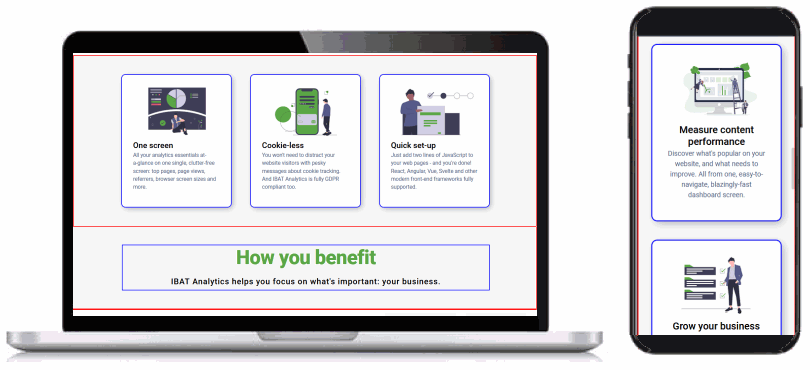 One screen
All your analytics essentials at-
a-glance on one single, clutter-free
screen: top pages, page views,
referrers, browser screen sizes and
more.
Cookie-less
You won't need to distract your
website visitors with pesky
messages about cookie tracking.
And IBAT Analytics is fully GDPR
compliant too.
Quick set-up
Just add two lines of JavaScript to
your web pages - and you're done!
React, Angular, Vue, Svelte and other
modern front-end frameworks fully
supported.
How you benefit
IBAT Analytics helps you focus on what's important: your business.
Measure content
performance
Discover what's popular on your
website, and what needs to
improve. All from one, easy-to-
navigate, blazingly-fast
dashboard screen.
Grow your business